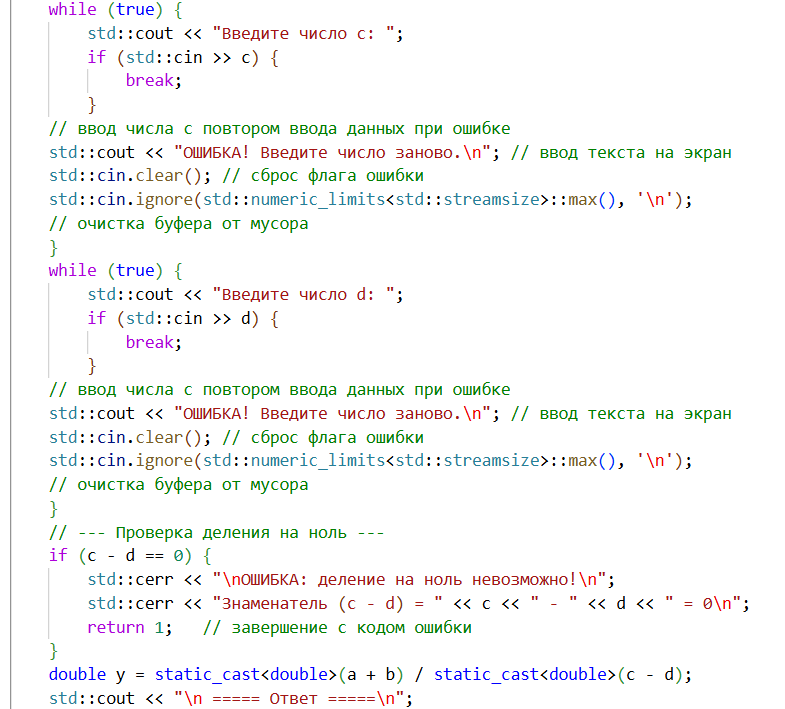 while (true) {
    std::cout << "Введите число c: ";
    if (std::cin >> c) {
        break;
    }
// ввод числа с повтором ввода данных при ошибке
std::cout << "ОШИБКА! Введите число заново.\n"; // ввод текста на экран
std::cin.clear(); // сброс флага ошибки
std::cin.ignore(std::numeric_limits<std::streamsize>::max(), '\n');
// очистка буфера от мусора
}
while (true) {
    std::cout << "Введите число d: ";
    if (std::cin >> d) {
        break;
    }
// ввод числа с повтором ввода данных при ошибке
std::cout << "ОШИБКА! Введите число заново.\n"; // ввод текста на экран
std::cin.clear(); // сброс флага ошибки
std::cin.ignore(std::numeric_limits<std::streamsize>::max(), '\n');
// очистка буфера от мусора
}
// --- Проверка деления на ноль ---
if (c - d == 0) {
    std::cerr << "\nОШИБКА: деление на ноль невозможно!\n";
    std::cerr << "Знаменатель (c - d) = " << c << " - " << d << " = 0\n";
    return 1;   // завершение с кодом ошибки
}
double y = static_cast<double>(a + b) / static_cast<double>(c - d);
std::cout << "\n ===== Ответ =====\n";